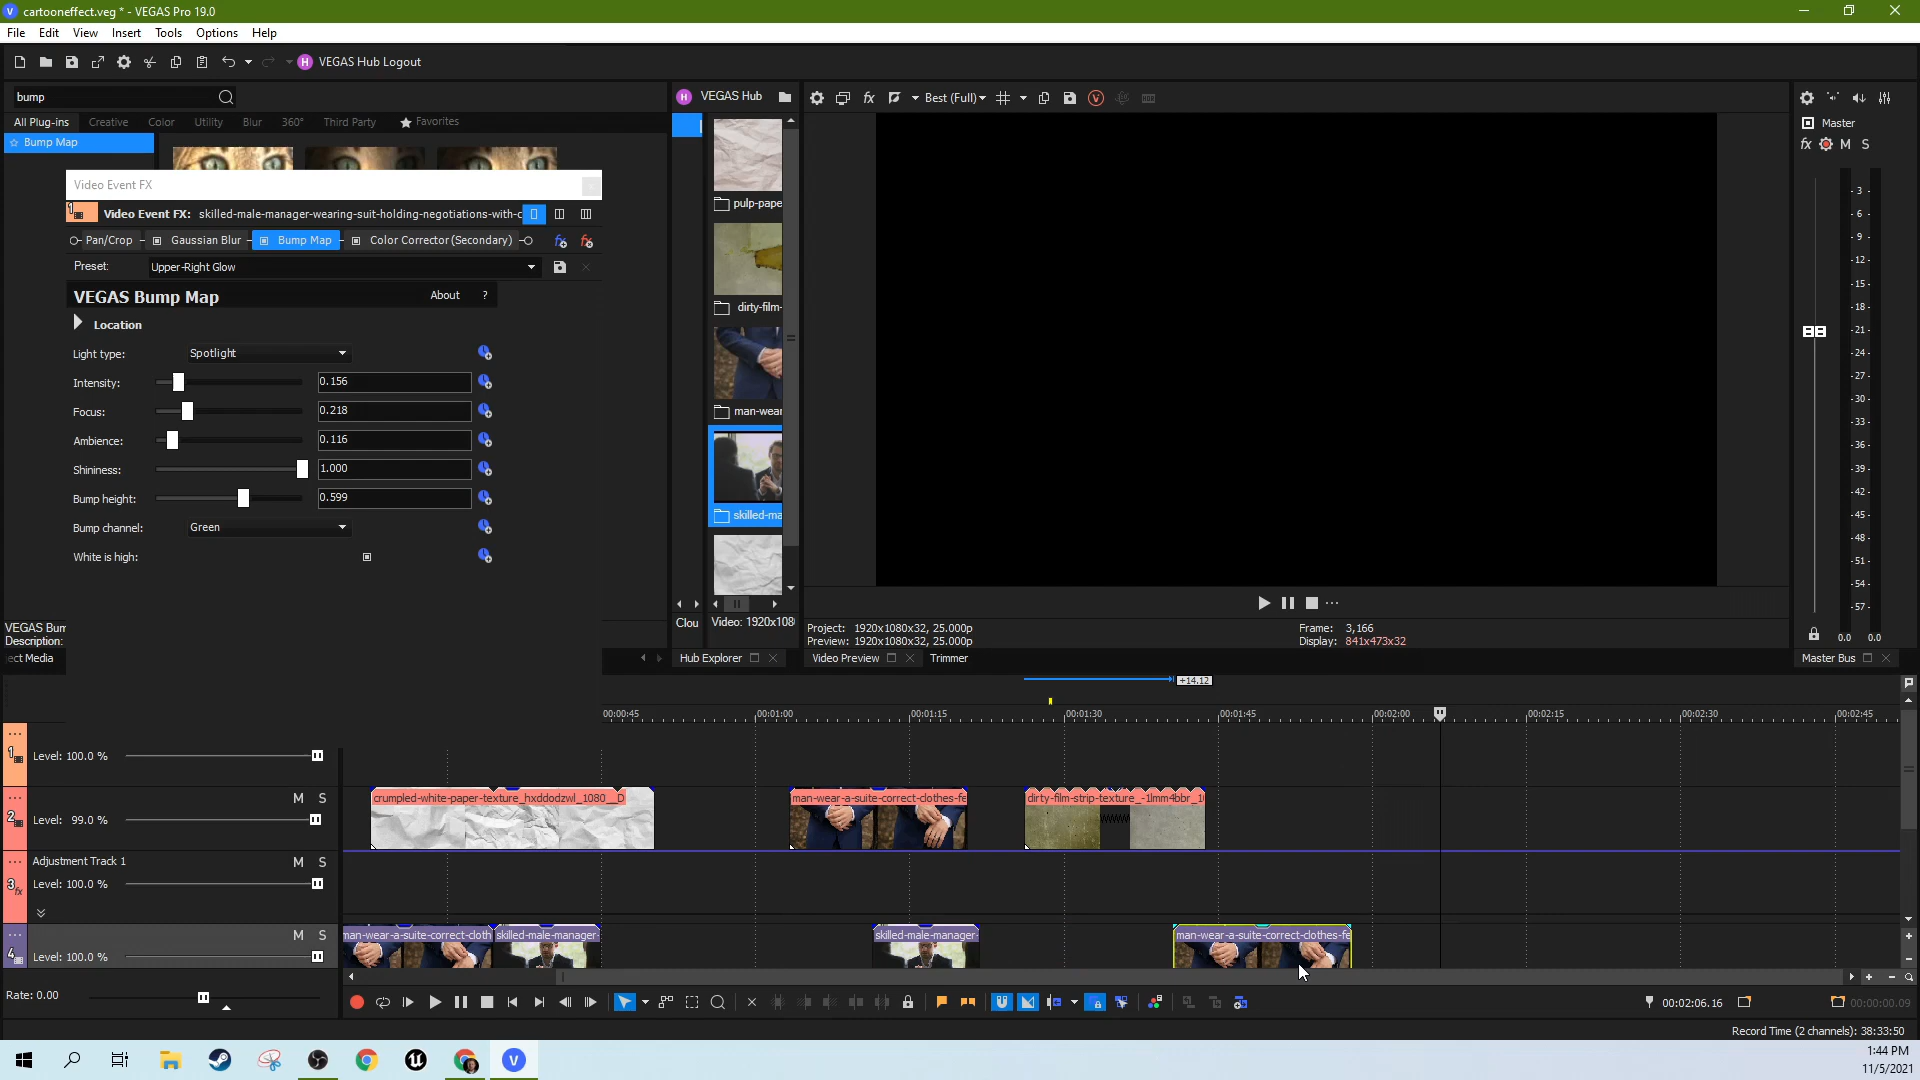 cartooneffect.veg * - VEGAS Pro 19.0
File Edit View Insert Tools Options Help
H VEGAS Hub Logout
bump
All Plug-ins Creative Color Utility Blur 360° Third Party Favorites
Bump Map
Video Event FX
Video Event FX: skilled-male-manager-wearing-suit-holding-negotiations-with-c
Pan/Crop Gaussian Blur Bump Map Color Corrector (Secondary)
Preset: Upper-Right Glow
VEGAS Bump Map About ?
Location
Light type: Spotlight
Intensity: 0.156
Focus: 0.218
Ambience: 0.116
Shininess: 1.000
Bump height: 0.599
Bump channel: Green
White is high:
VEGAS Bum
Description:
ject Media
H VEGAS Hub
pulp-pape
dirty-film-
man-wear
skilled-ma
Clou
Video: 1920x108
Hub Explorer
fx Best (Full)
Project: 1920x1080x32, 25.000p
Preview: 1920x1080x32, 25.000p
Frame: 3,166
Display: 841x473x32
Video Preview Trimmer
Master
fx M S
- 3 -
- 6 -
- 9 -
-12-
-15-
-18-
-21-
-24-
-27-
-30-
-33-
-36-
-39-
-42-
-45-
-48-
-51-
-54-
-57-
0.0 0.0
Master Bus
+14.12
00:00:45 00:01:00 00:01:15 00:01:30 00:01:45 00:02:00 00:02:15 00:02:30 00:02:45
1 Level: 100.0 %
M S
2 Level: 99.0 %
crumpled-white-paper-texture_hxddodzwl_1080__D man-wear-a-suite-correct-clothes-fe dirty-film-strip-texture_-1lmm4bbr_1
Adjustment Track 1 M S
3 fx Level: 100.0 %
M S
4 Level: 100.0 %
man-wear-a-suite-correct-cloth skilled-male-manager- skilled-male-manager- man-wear-a-suite-correct-clothes-fe
Rate: 0.00
00:02:06.16 00:00:00.09
Record Time (2 channels): 38:33:50
1:44 PM
11/5/2021